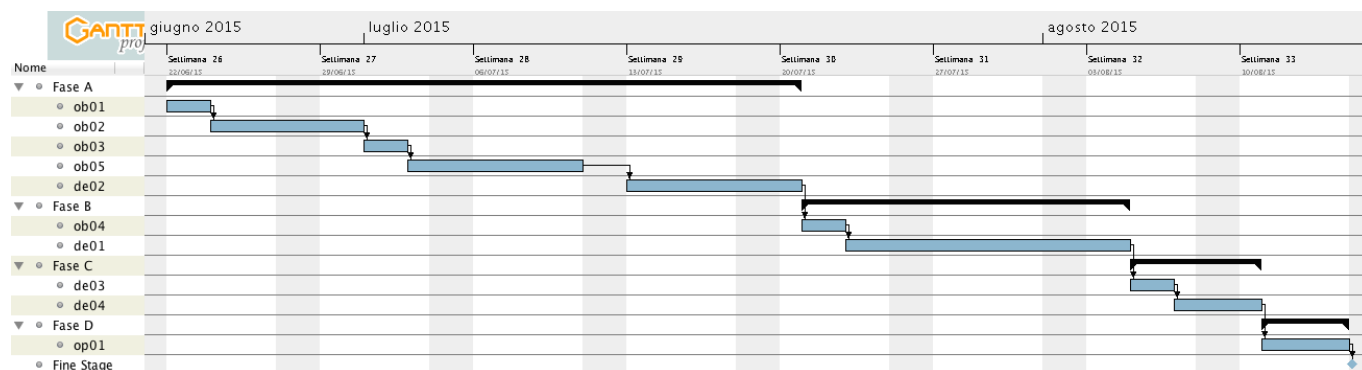 GANTT
proj
giugno 2015 luglio 2015 agosto 2015
Nome
Settimana 26 Settimana 27 Settimana 28 Settimana 29 Settimana 30 Settimana 31 Settimana 32 Settimana 33
22/06/15 29/06/15 06/07/15 13/07/15 20/07/15 27/07/15 03/08/15 10/08/15
Fase A
ob01
ob02
ob03
ob05
de02
Fase B
ob04
de01
Fase C
de03
de04
Fase D
op01
Fine Stage